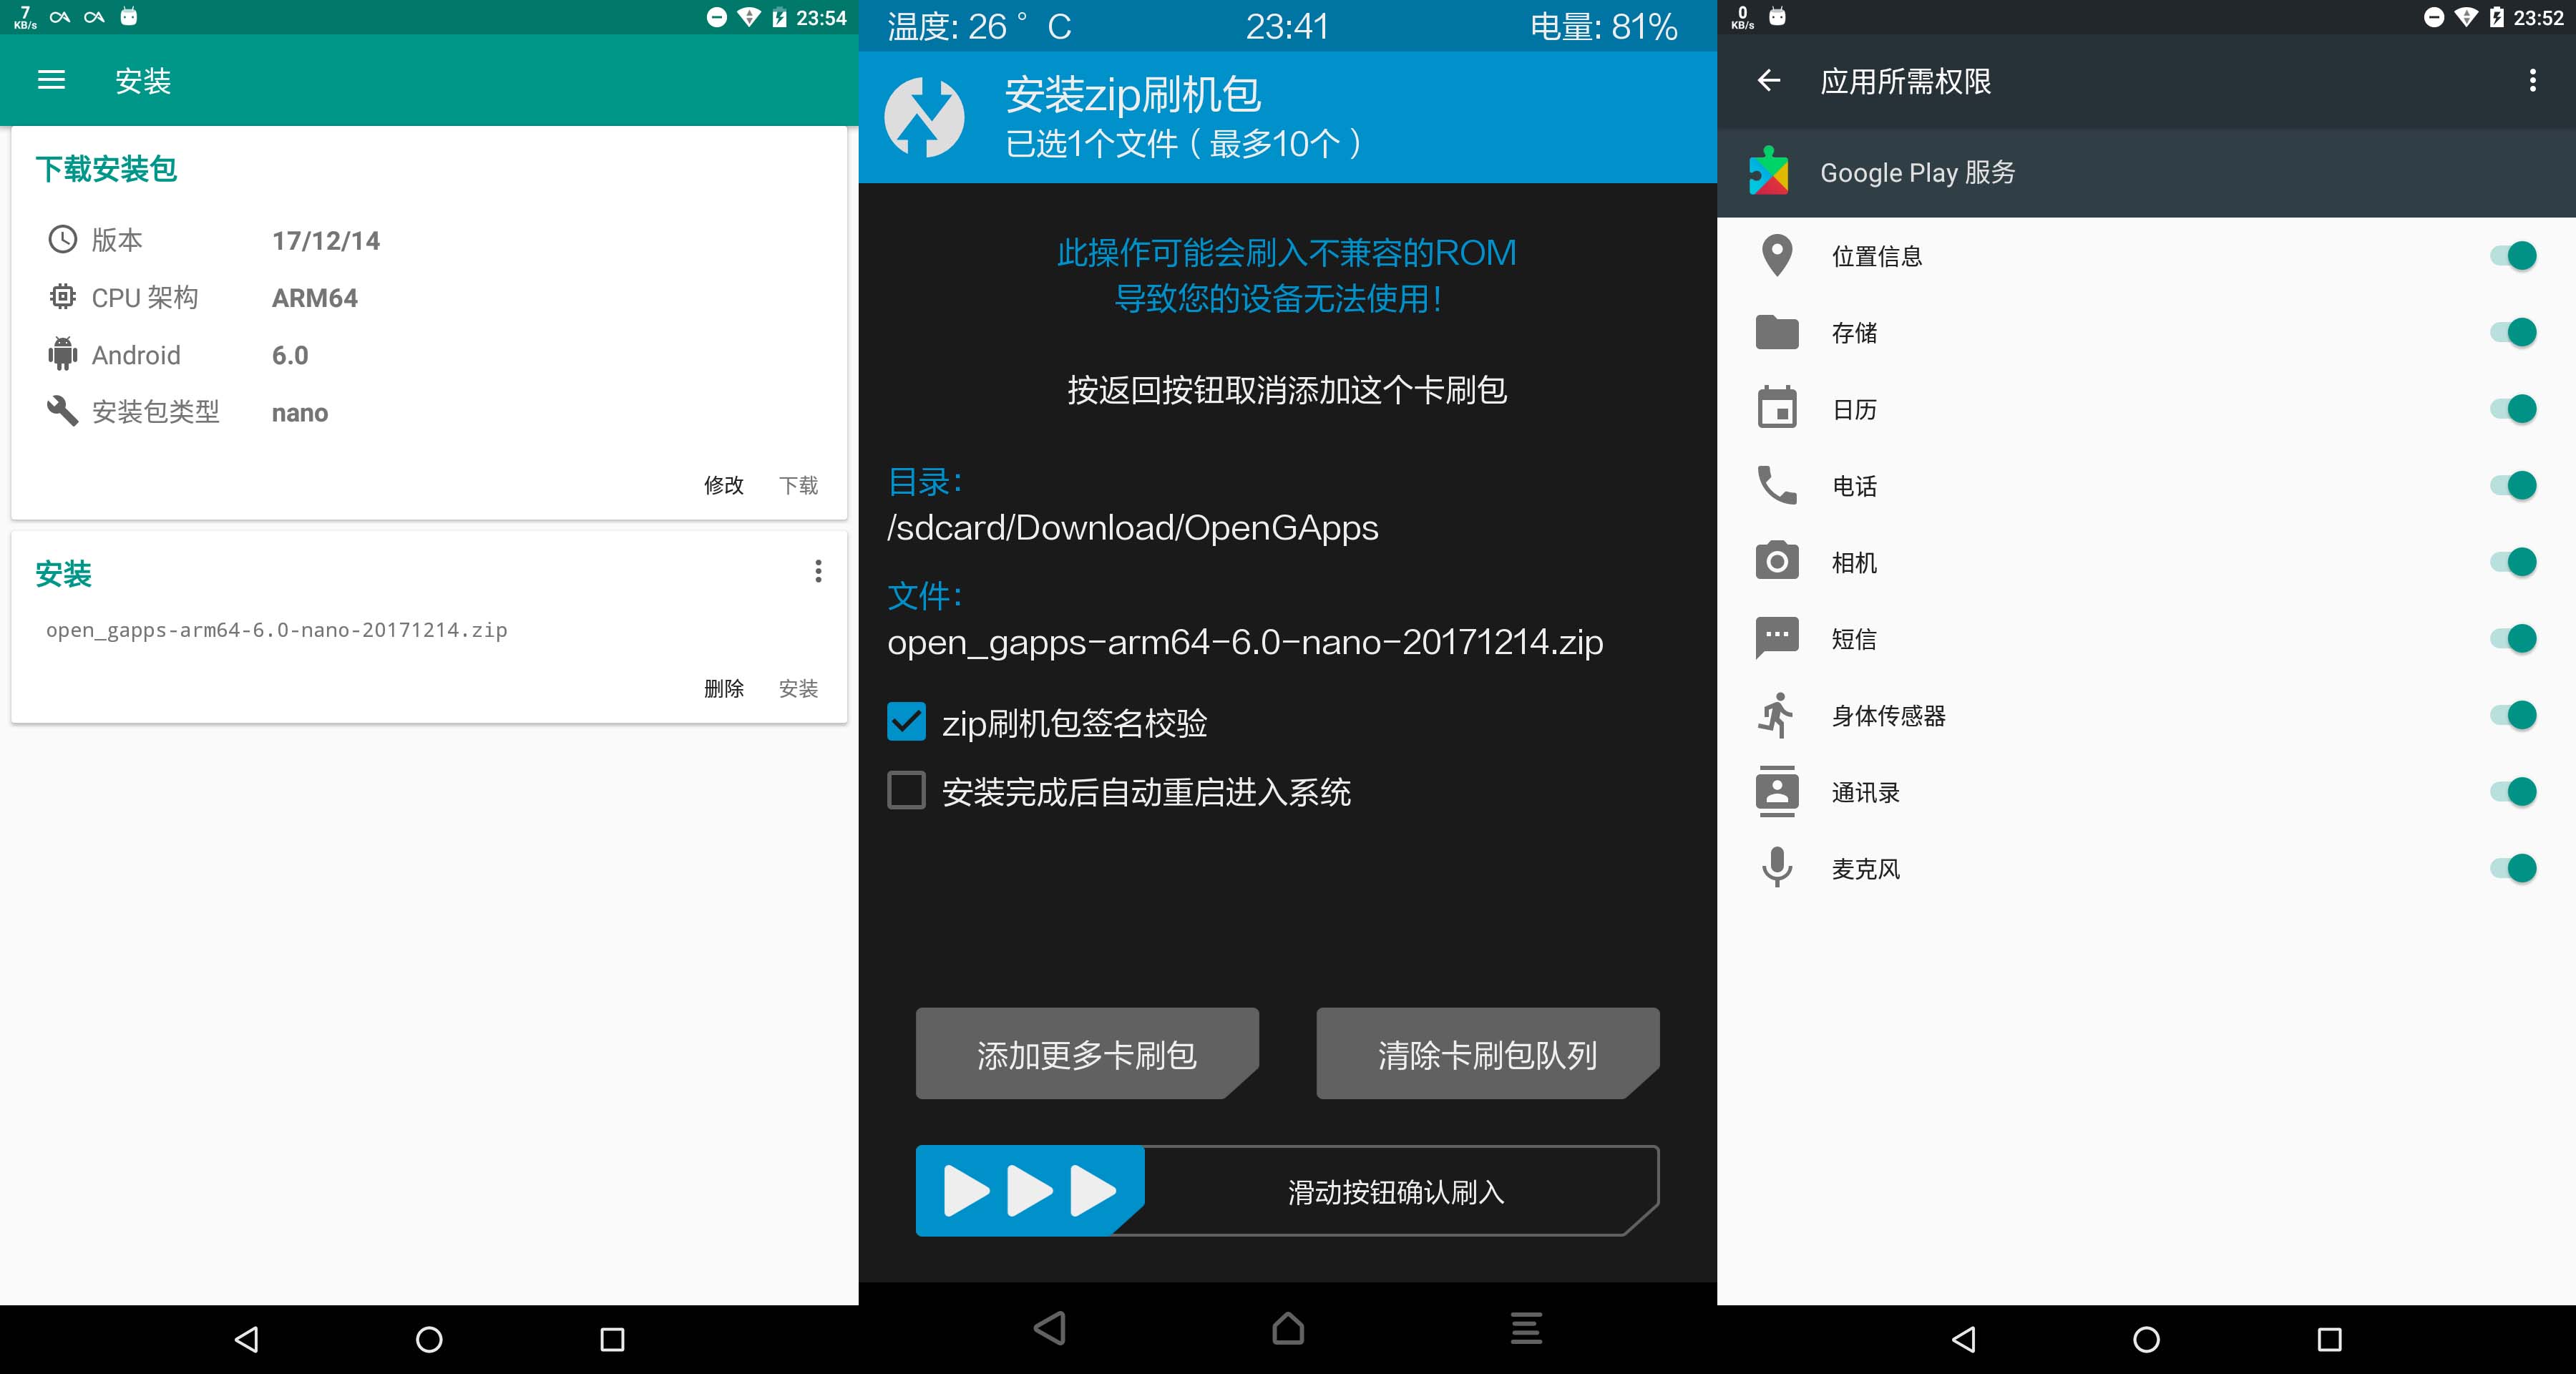 7
KB/s
23:54
安装
下载安装包
版本 17/12/14
CPU 架构 ARM64
Android 6.0
安装包类型 nano
修改 下载
安装
open_gapps-arm64-6.0-nano-20171214.zip
删除 安装
温度: 26 ° C 23:41 电量: 81%
安装zip刷机包
已选1个文件（最多10个）
此操作可能会刷入不兼容的ROM
导致您的设备无法使用！
按返回按钮取消添加这个卡刷包
目录：
/sdcard/Download/OpenGApps
文件：
open_gapps-arm64-6.0-nano-20171214.zip
zip刷机包签名校验
安装完成后自动重启进入系统
添加更多卡刷包 清除卡刷包队列
滑动按钮确认刷入
0
KB/s
23:52
应用所需权限
Google Play 服务
位置信息
存储
日历
电话
相机
短信
身体传感器
通讯录
麦克风